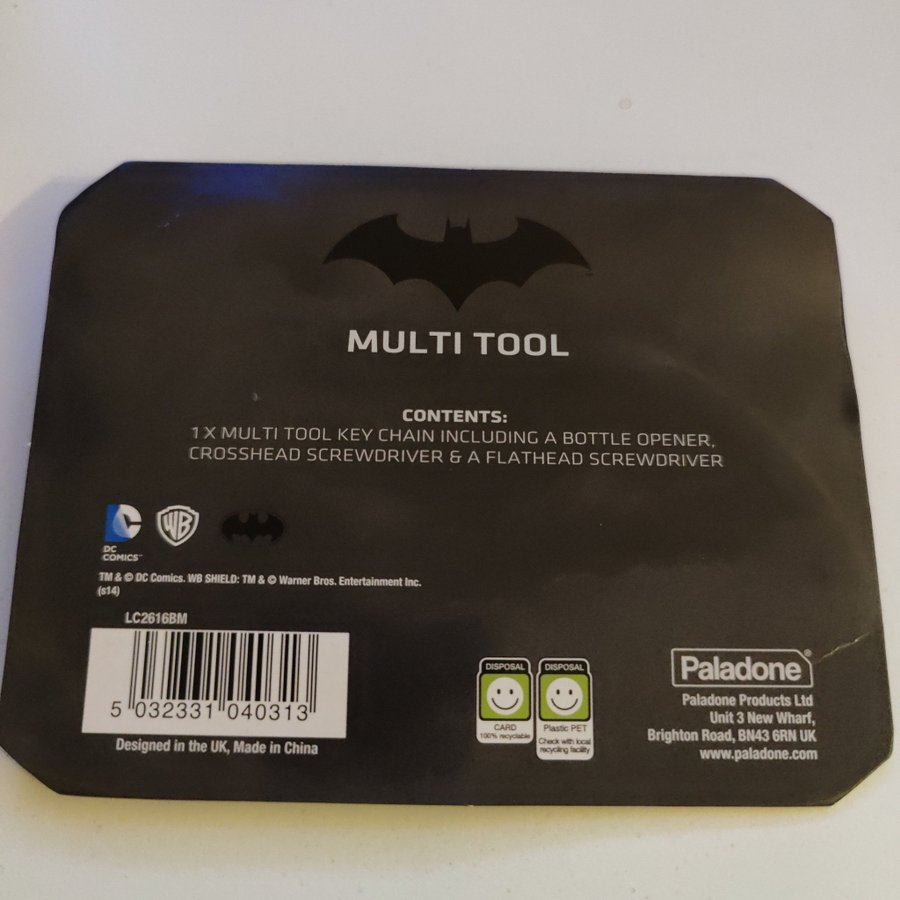 MULTI TOOL
CONTENTS:
1 X MULTI TOOL KEY CHAIN INCLUDING A BOTTLE OPENER,
CROSSHEAD SCREWDRIVER & A FLATHEAD SCREWDRIVER
DC
COMICS™
WB
TM & © DC Comics. WB SHIELD: TM & © Warner Bros. Entertainment Inc.
(s14)
LC2616BM
5 032331 040313
Designed in the UK, Made in China
DISPOSAL
CARD
100% recyclable
DISPOSAL
Plastic PET
Check with local
recycling facility
Paladone®
Paladone Products Ltd
Unit 3 New Wharf,
Brighton Road, BN43 6RN UK
www.paladone.com